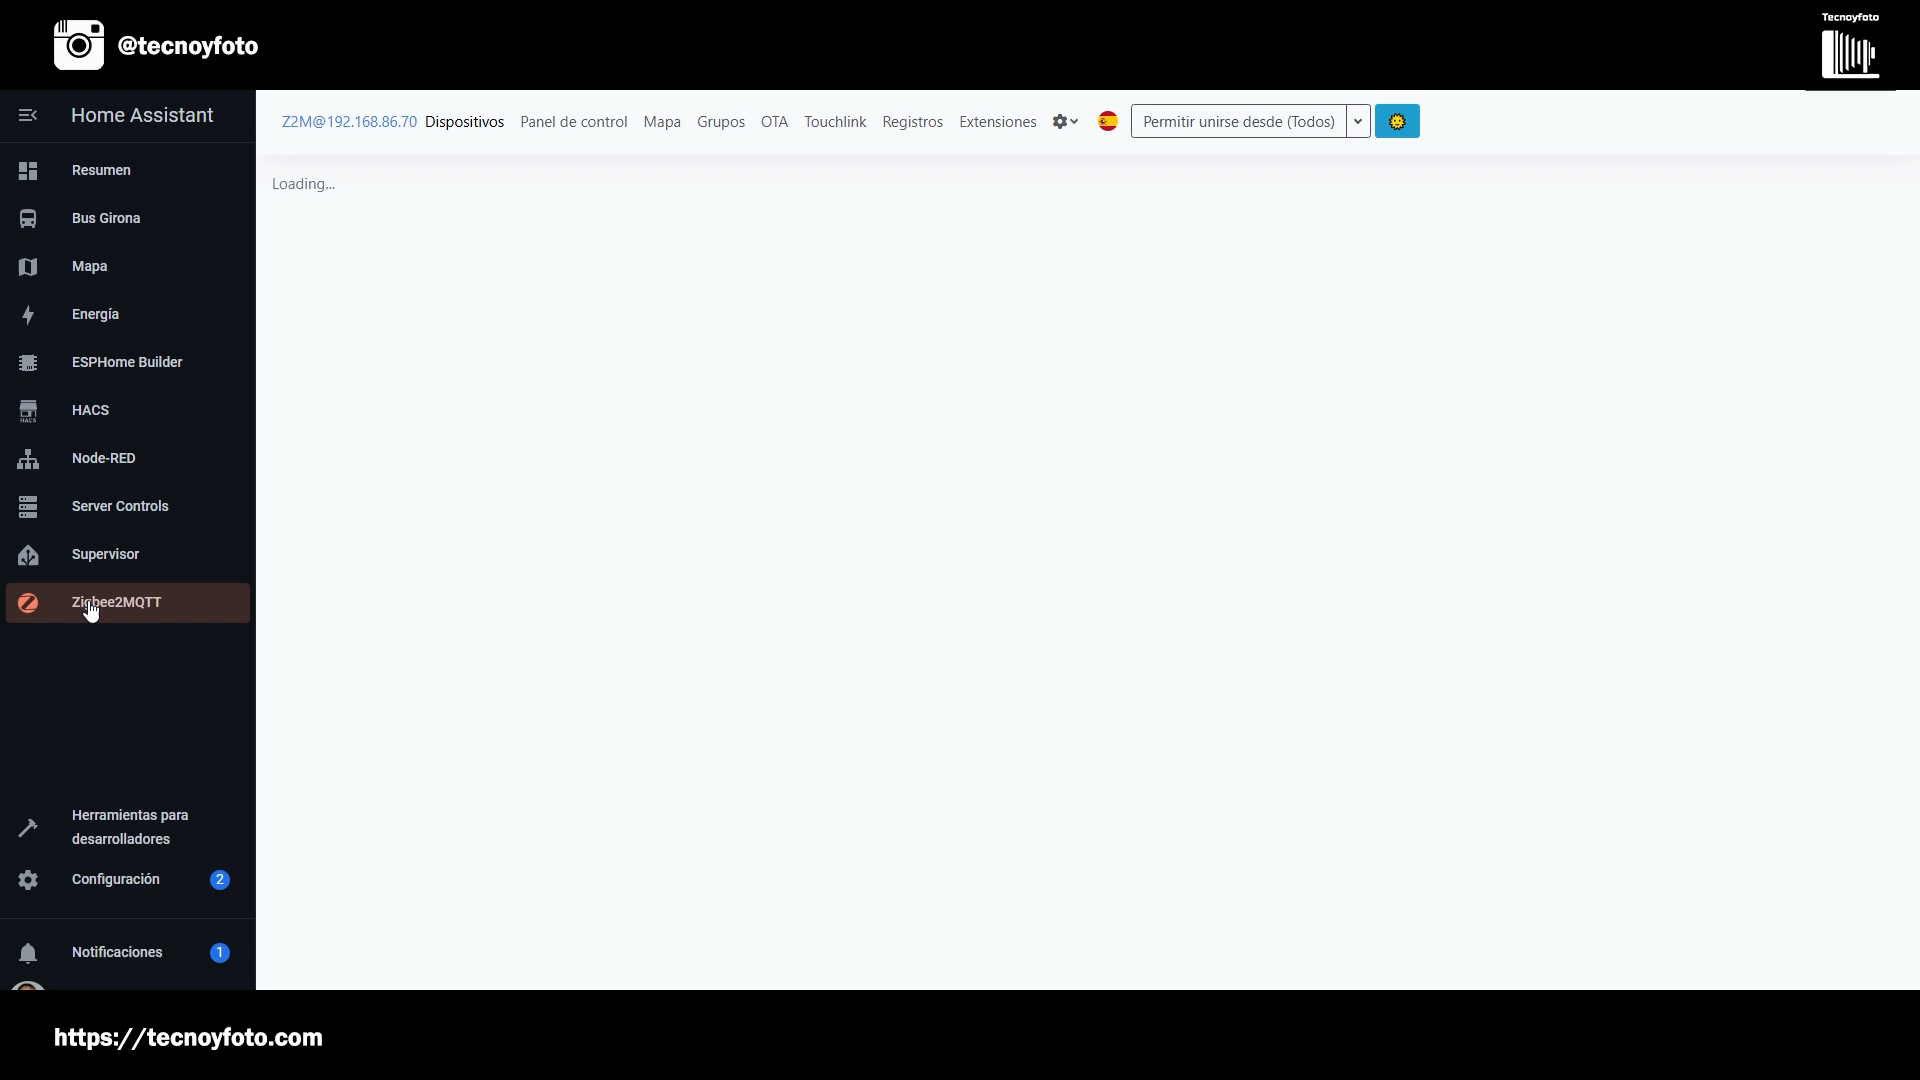 @tecnoyfoto
Tecnoyfoto
Home Assistant
Z2M@192.168.86.70 Dispositivos Panel de control Mapa Grupos OTA Touchlink Registros Extensiones Permitir unirse desde (Todos)
Loading...
Resumen
Bus Girona
Mapa
Energía
ESPHome Builder
HACS
HACS
Node-RED
Server Controls
Supervisor
Zigbee2MQTT
Herramientas para
desarrolladores
Configuración 2
Notificaciones 1
https://tecnoyfoto.com